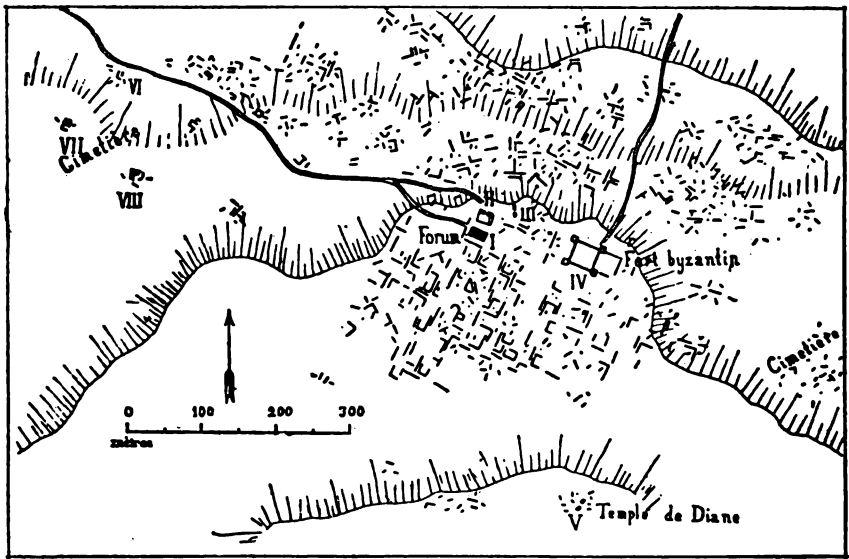 VI
VII
Cimetière
VIII
II
III
Forum
I
Fort byzantin
IV
Cimetière
0 100 200 300
mètres
V Temple de Diane